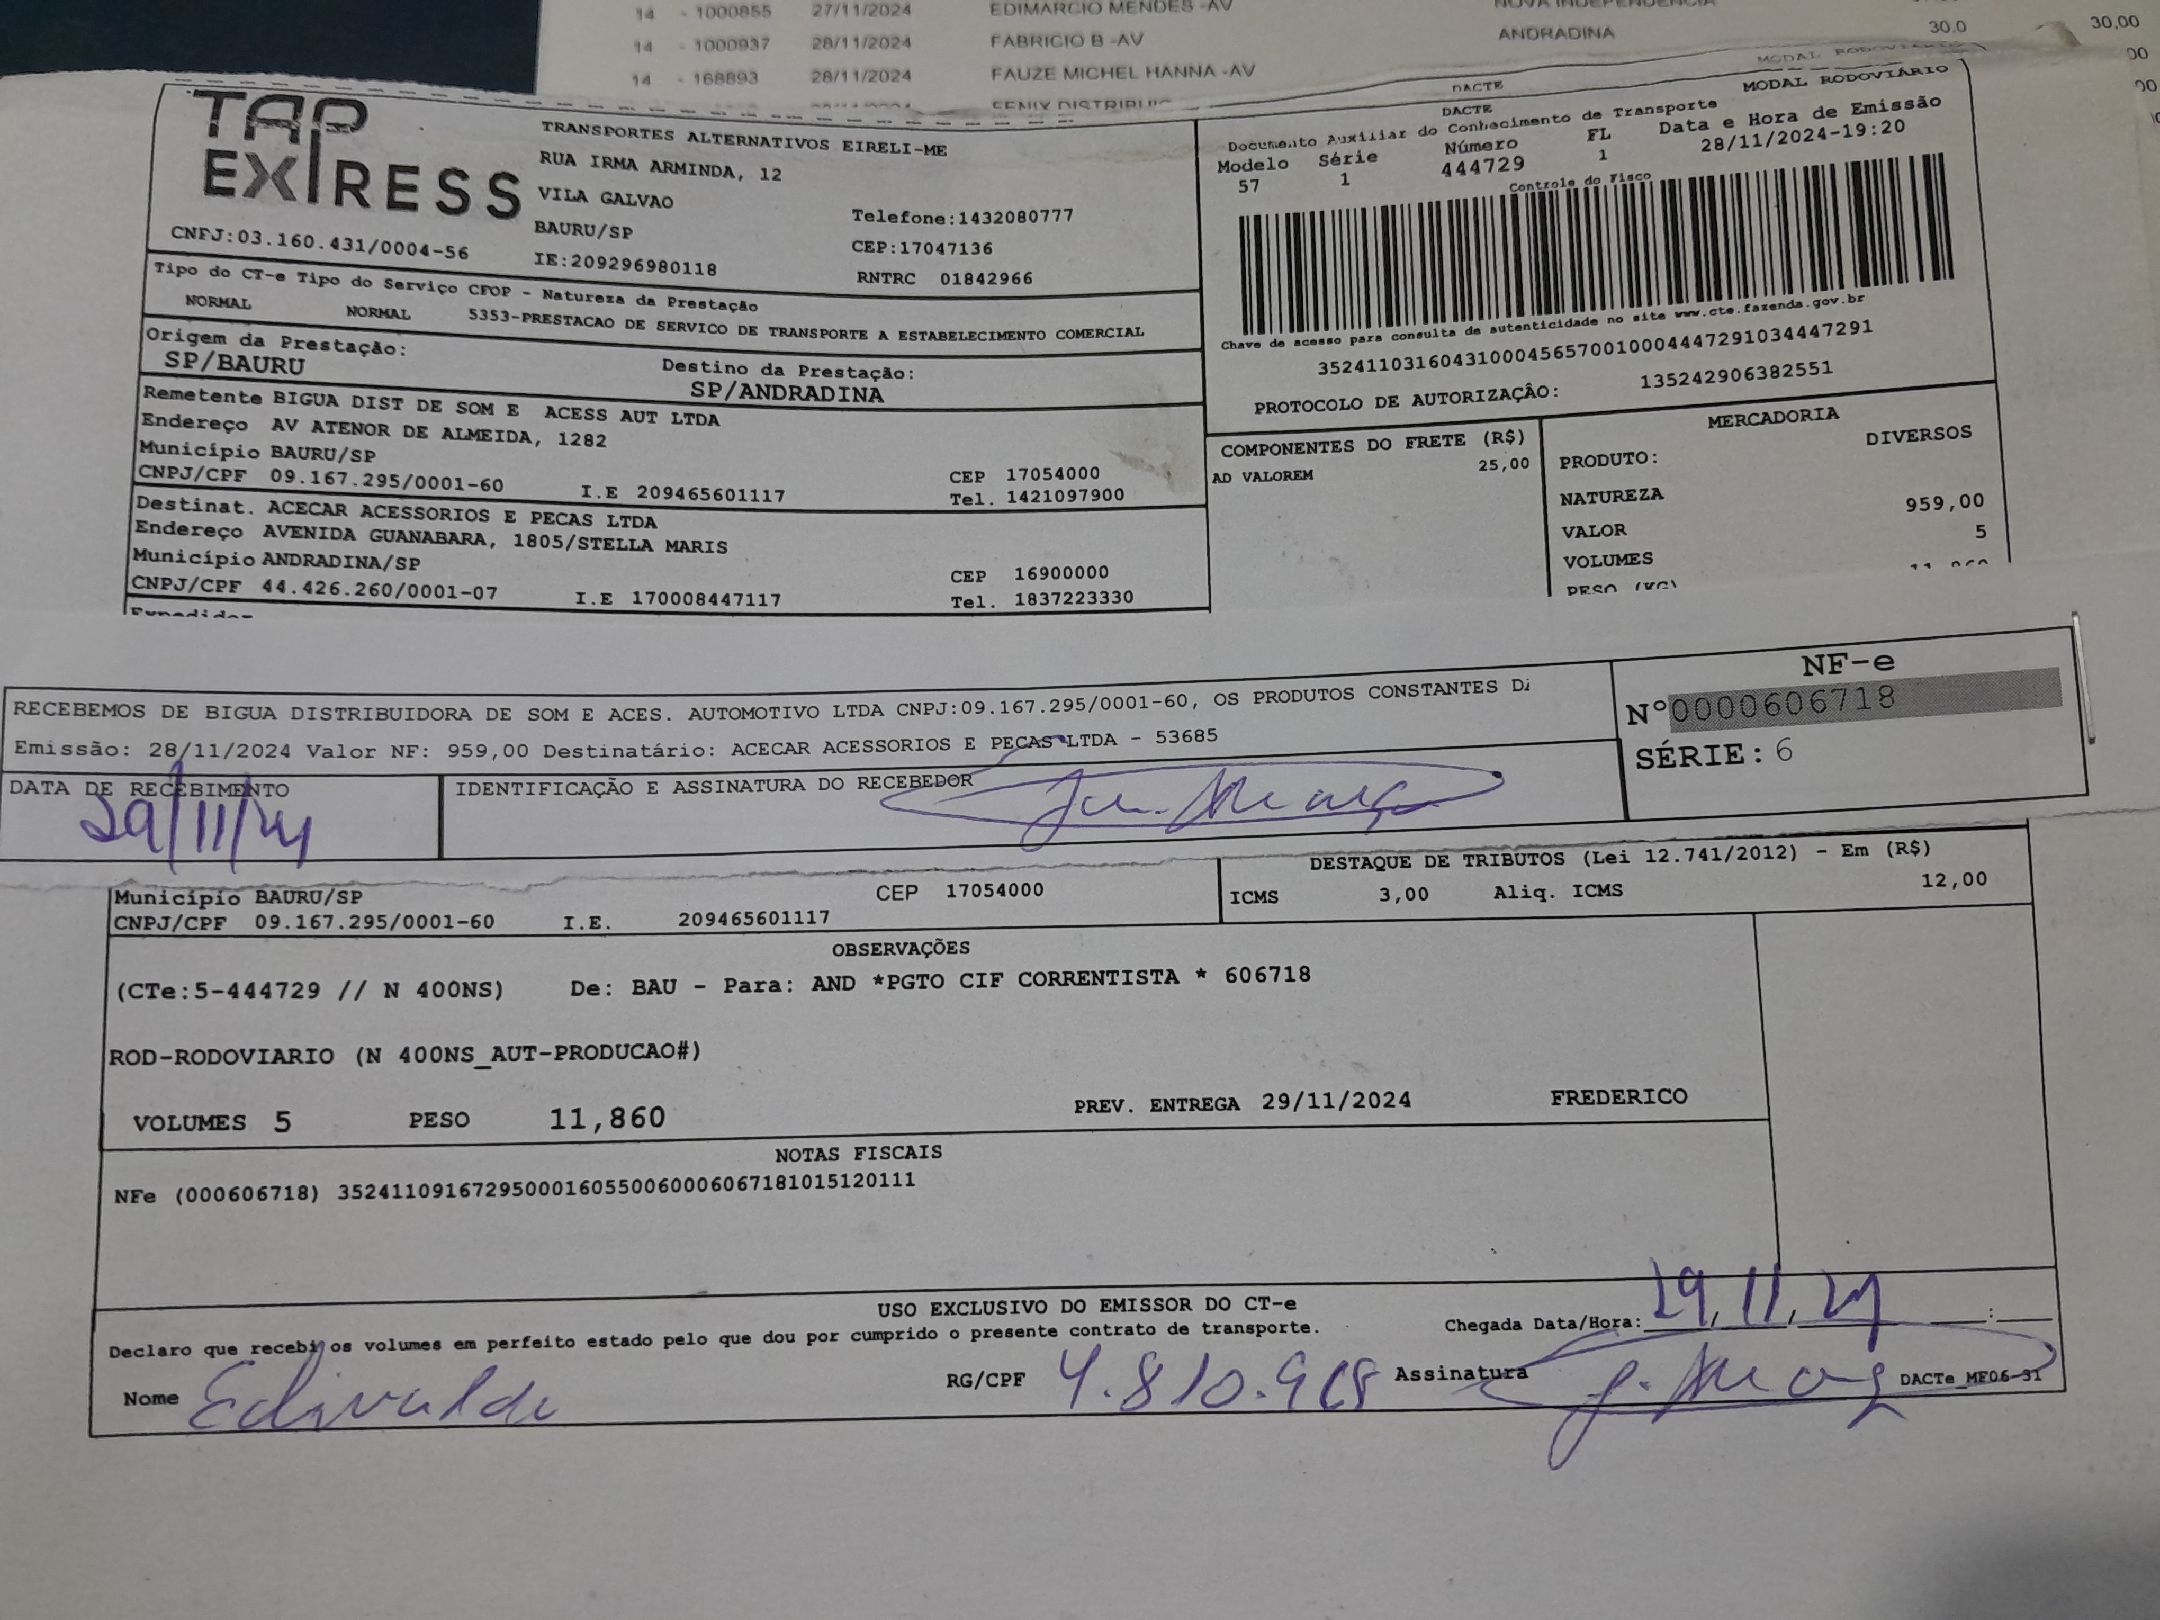 14 - 1000855 27/11/2024 EDIMARCIO MENDES -AV NOVA INDEPENDENCIA
14 - 1000937 28/11/2024 FABRICIO B -AV ANDRADINA 30.0 30,00
14 - 168893 28/11/2024 FAUZE MICHEL HANNA -AV
TAP EXPRESS
TRANSPORTES ALTERNATIVOS EIRELI-ME
RUA IRMA ARMINDA, 12
VILA GALVAO
BAURU/SP
Telefone:1432080777
CEP:17047136
CNPJ:03.160.431/0004-56
IE:209296980118
RNTRC 01842966
DACTE MODAL RODOVIÁRIO
DACTE MODAL RODOVIÁRIO
Documento Auxiliar do Conhecimento de Transporte
Modelo Série Número FL Data e Hora de Emissão
57 1 444729 1 28/11/2024-19:20
Controle do Fisco
Chave de acesso para consulta de autenticidade no site www.cte.fazenda.gov.br
35241103160431000456570010004447291034447291
PROTOCOLO DE AUTORIZAÇÂO: 135242906382551
Tipo do CT-e Tipo do Serviço CFOP - Natureza da Prestação
NORMAL NORMAL 5353-PRESTACAO DE SERVICO DE TRANSPORTE A ESTABELECIMENTO COMERCIAL
Origem da Prestação: Destino da Prestação:
SP/BAURU SP/ANDRADINA
Remetente BIGUA DIST DE SOM E ACESS AUT LTDA
Endereço AV ATENOR DE ALMEIDA, 1282
Município BAURU/SP CEP 17054000
CNPJ/CPF 09.167.295/0001-60 I.E 209465601117 Tel. 1421097900
Destinat. ACECAR ACESSORIOS E PECAS LTDA
Endereço AVENIDA GUANABARA, 1805/STELLA MARIS
Município ANDRADINA/SP CEP 16900000
CNPJ/CPF 44.426.260/0001-07 I.E 170008447117 Tel. 1837223330
COMPONENTES DO FRETE (R$)
AD VALOREM 25,00
MERCADORIA
PRODUTO: DIVERSOS
NATUREZA
VALOR 959,00
VOLUMES 5
PESO (KG)
RECEBEMOS DE BIGUA DISTRIBUIDORA DE SOM E ACES. AUTOMOTIVO LTDA CNPJ:09.167.295/0001-60, OS PRODUTOS CONSTANTES
Emissão: 28/11/2024 Valor NF: 959,00 Destinatário: ACECAR ACESSORIOS E PECAS LTDA - 53685
DATA DE RECEBIMENTO
29/11/24
IDENTIFICAÇÃO E ASSINATURA DO RECEBEDOR
NF-e
Nº0000606718
SÉRIE: 6
Município BAURU/SP CEP 17054000
CNPJ/CPF 09.167.295/0001-60 I.E. 209465601117
DESTAQUE DE TRIBUTOS (Lei 12.741/2012) - Em (R$)
ICMS 3,00 Aliq. ICMS 12,00
OBSERVAÇÕES
(CTe:5-444729 // N 400NS) De: BAU - Para: AND *PGTO CIF CORRENTISTA * 606718
ROD-RODOVIARIO (N 400NS_AUT-PRODUCAO#)
VOLUMES 5 PESO 11,860 PREV. ENTREGA 29/11/2024 FREDERICO
NOTAS FISCAIS
NFe (000606718) 35241109167295000160550060006067181015120111
USO EXCLUSIVO DO EMISSOR DO CT-e
Declaro que recebi os volumes em perfeito estado pelo que dou por cumprido o presente contrato de transporte.
Chegada Data/Hora: 29, 11, 24 :
Nome Edivaldo RG/CPF 4.810.968 Assinatura DACTe_MF06-31